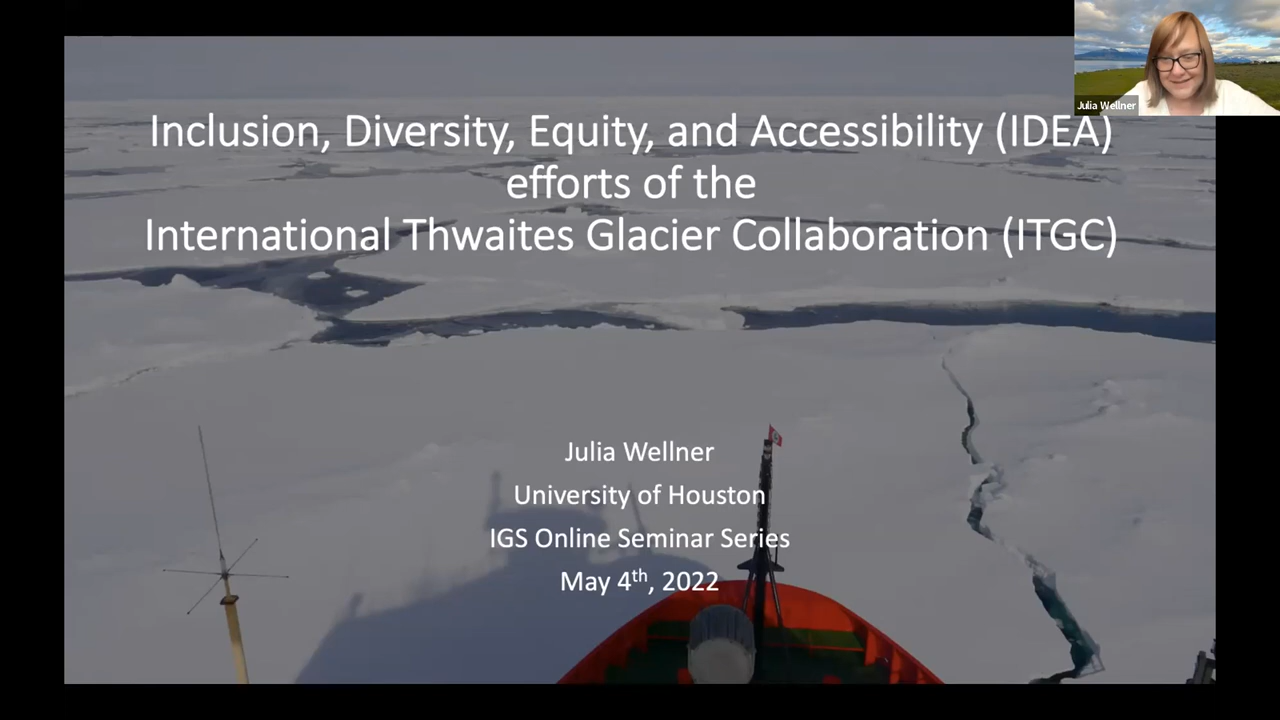 Julia Wellner
Inclusion, Diversity, Equity, and Accessibility (IDEA)
efforts of the
International Thwaites Glacier Collaboration (ITGC)
Julia Wellner
University of Houston
IGS Online Seminar Series
May 4th, 2022